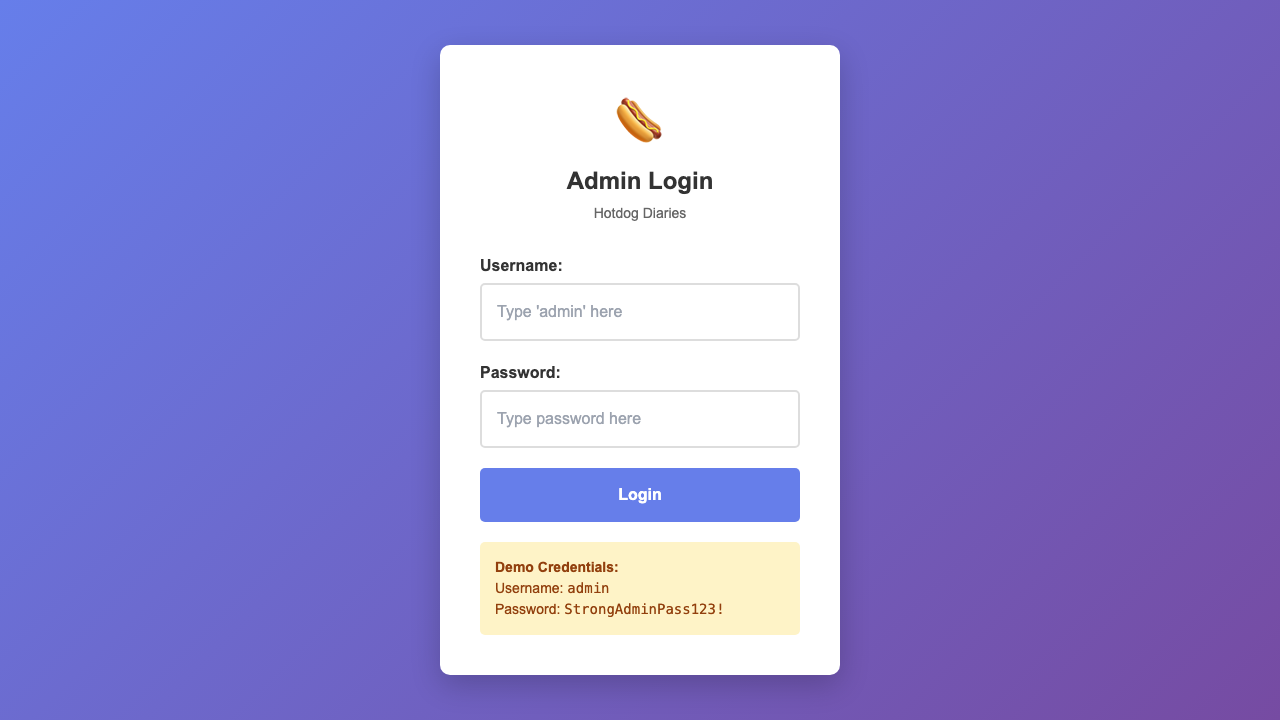 Admin Login
Hotdog Diaries
Username:
Type 'admin' here
Password:
Type password here
Login
Demo Credentials:
Username: admin
Password: StrongAdminPass123!